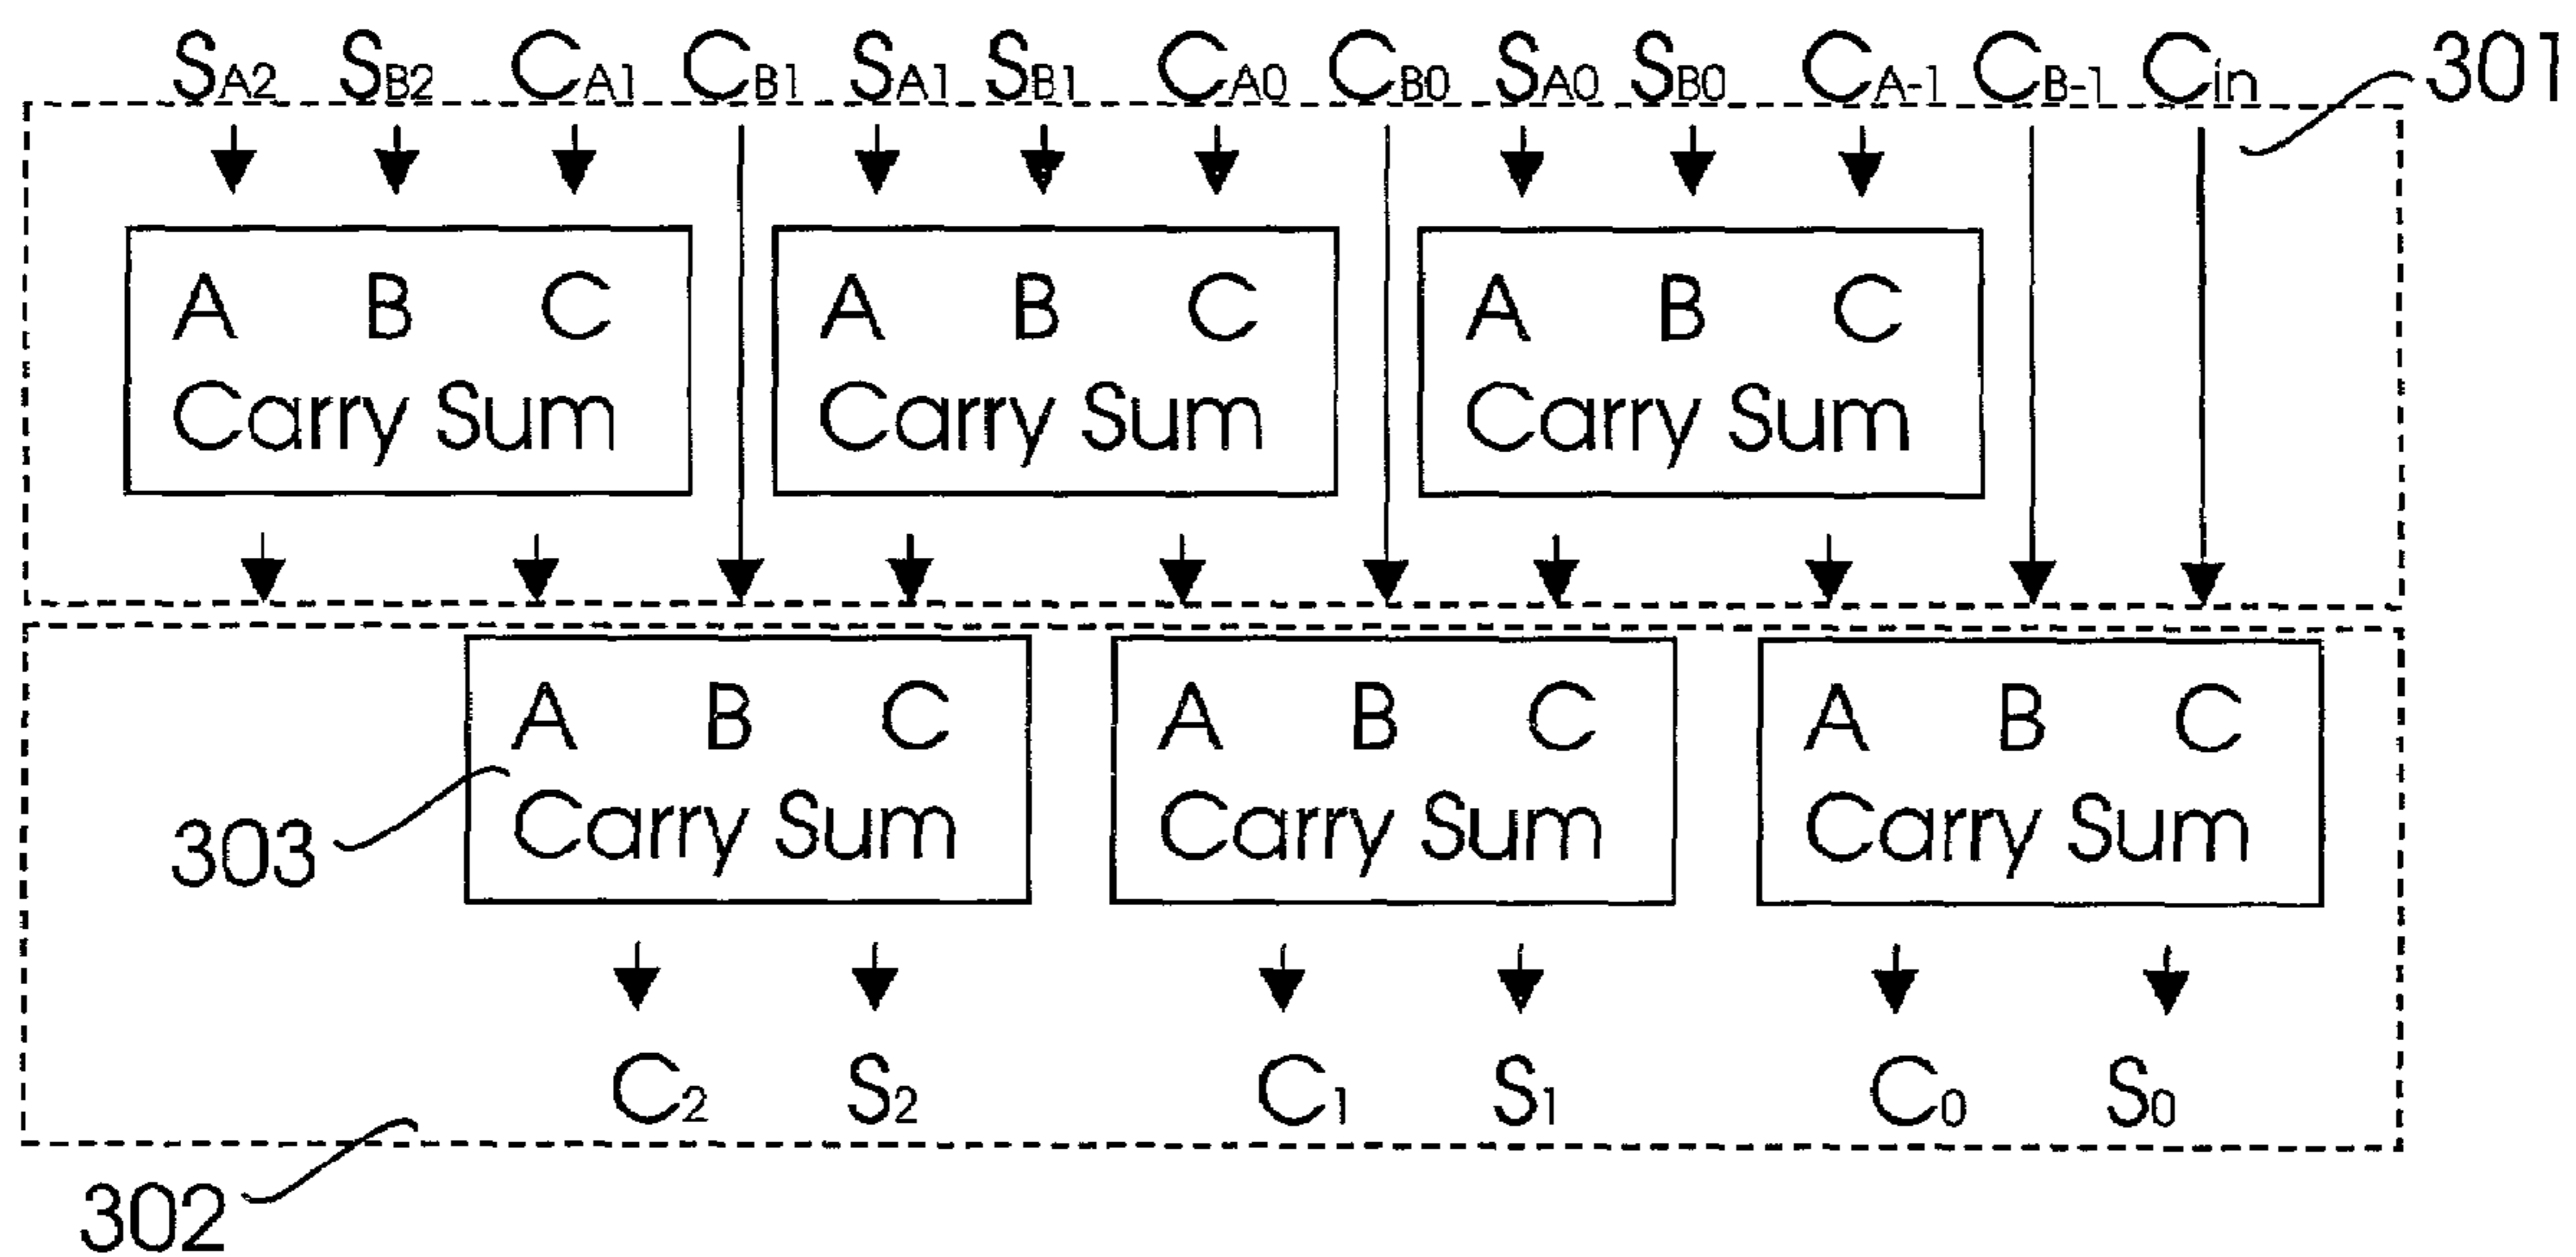 SA2 SB2 CA1 CB1 SA1 SB1 CA0 CB0 SA0 SB0 CA-1 CB-1 Cin 301
A B C A B C A B C
Carry Sum Carry Sum Carry Sum
A B C A B C A B C
303 Carry Sum Carry Sum Carry Sum
C2 S2 C1 S1 C0 S0
302